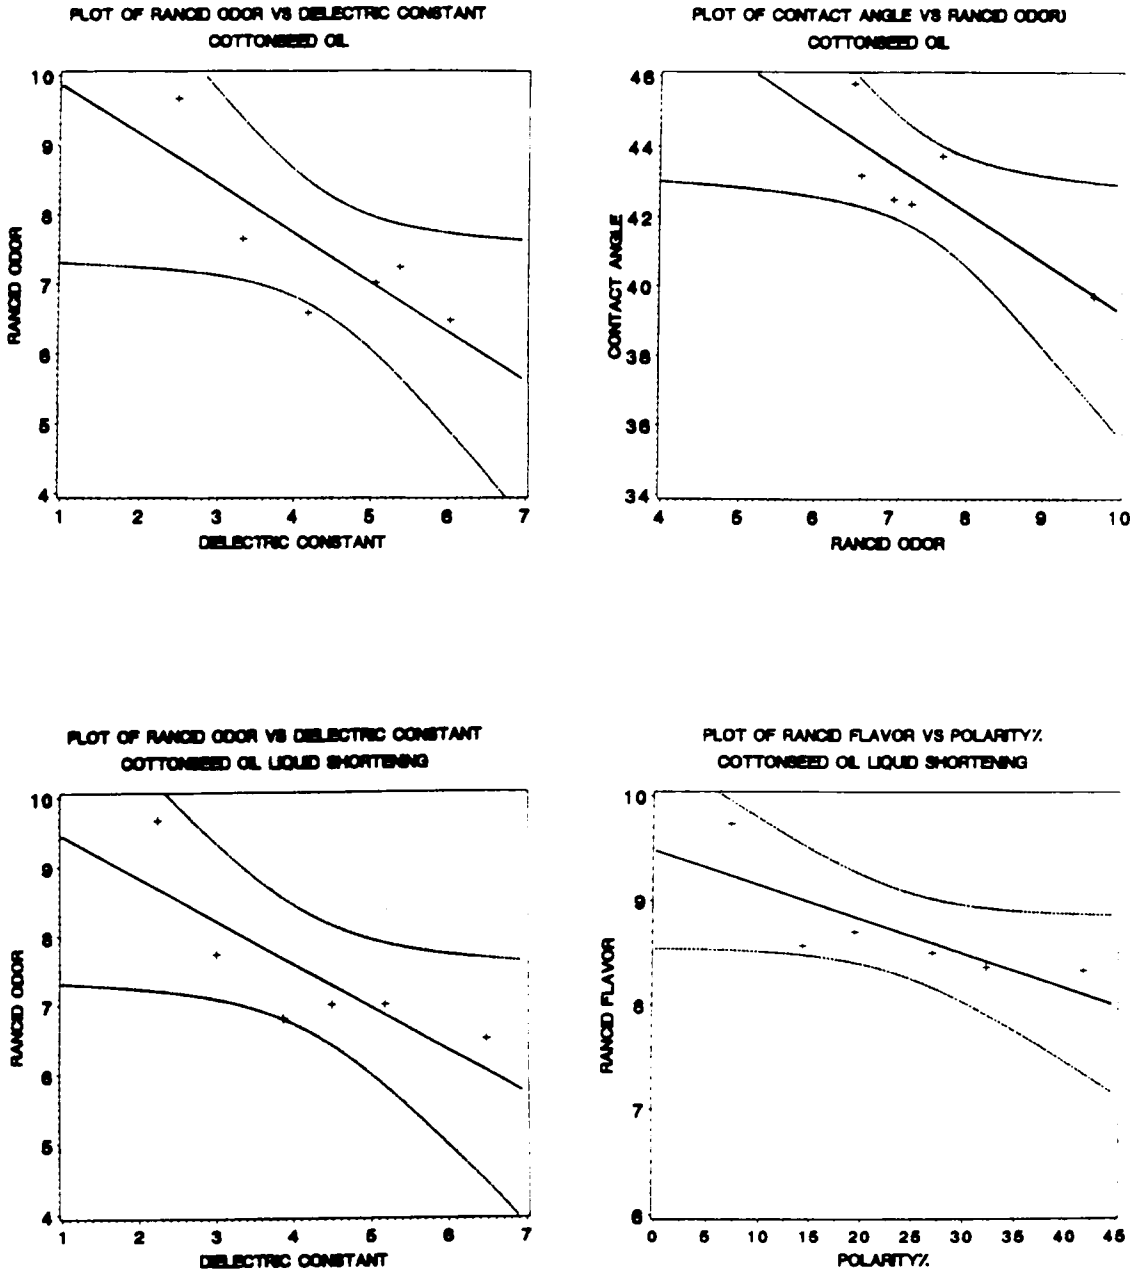 PLOT OF RANCID ODOR VS DIELECTRIC CONSTANT
COTTONSEED OIL
10
9
8
7
6
5
4
RANCID ODOR
1 2 3 4 5 6 7
DIELECTRIC CONSTANT
PLOT OF CONTACT ANGLE VS RANCID ODOR)
COTTONSEED OIL
46
44
42
40
38
36
34
CONTACT ANGLE
4 5 6 7 8 9 10
RANCID ODOR
PLOT OF RANCID ODOR VS DIELECTRIC CONSTANT
COTTONSEED OIL LIQUID SHORTENING
10
9
8
7
6
5
4
RANCID ODOR
1 2 3 4 5 6 7
DIELECTRIC CONSTANT
PLOT OF RANCID FLAVOR VS POLARITY%
COTTONSEED OIL LIQUID SHORTENING
10
9
8
7
6
RANCID FLAVOR
0 5 10 15 20 25 30 35 40 45
POLARITY%